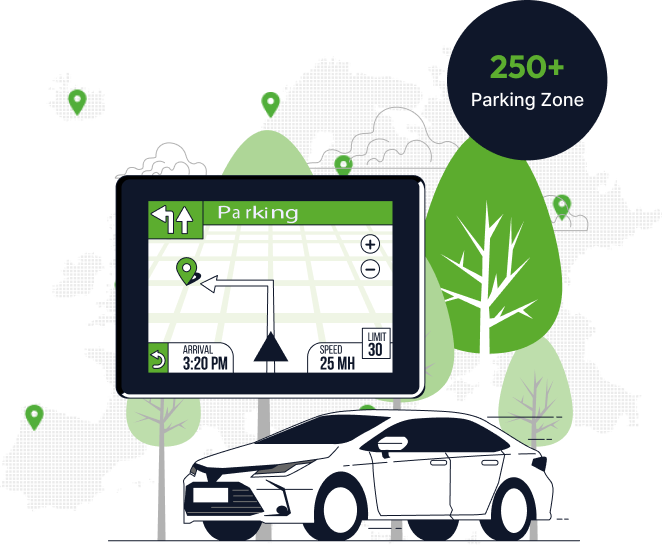 250+
Parking Zone
Parking
ARRIVAL
3:20 PM
SPEED
25 MH
LIMIT
30